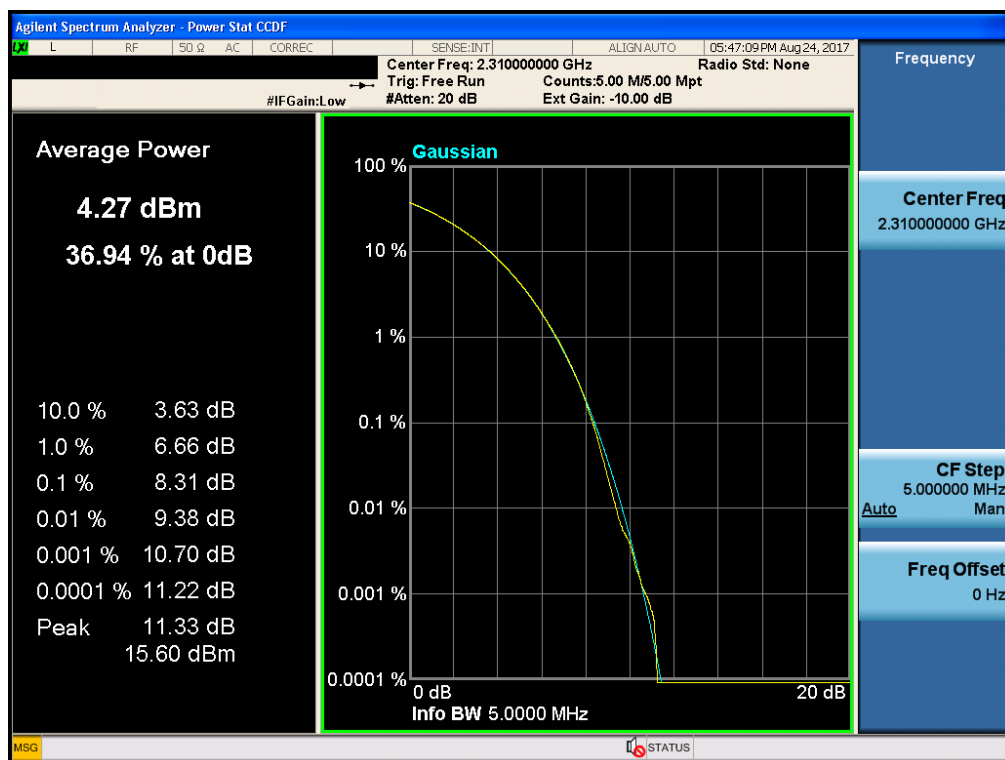 Agilent Spectrum Analyzer - Power Stat CCDF
LXI L RF 50 Ω AC CORREC SENSE:INT ALIGN AUTO 05:47:09 PM Aug 24, 2017
Center Freq: 2.310000000 GHz Radio Std: None
Trig: Free Run Counts:5.00 M/5.00 Mpt
#IFGain:Low #Atten: 20 dB Ext Gain: -10.00 dB
Average Power
4.27 dBm
36.94 % at 0dB
10.0 % 3.63 dB
1.0 % 6.66 dB
0.1 % 8.31 dB
0.01 % 9.38 dB
0.001 % 10.70 dB
0.0001 % 11.22 dB
Peak 11.33 dB
15.60 dBm
Gaussian
100 %
10 %
1 %
0.1 %
0.01 %
0.001 %
0.0001 %
0 dB 20 dB
Info BW 5.0000 MHz
Frequency
Center Freq
2.310000000 GHz
CF Step
5.000000 MHz
Auto Man
Freq Offset
0 Hz
MSG STATUS